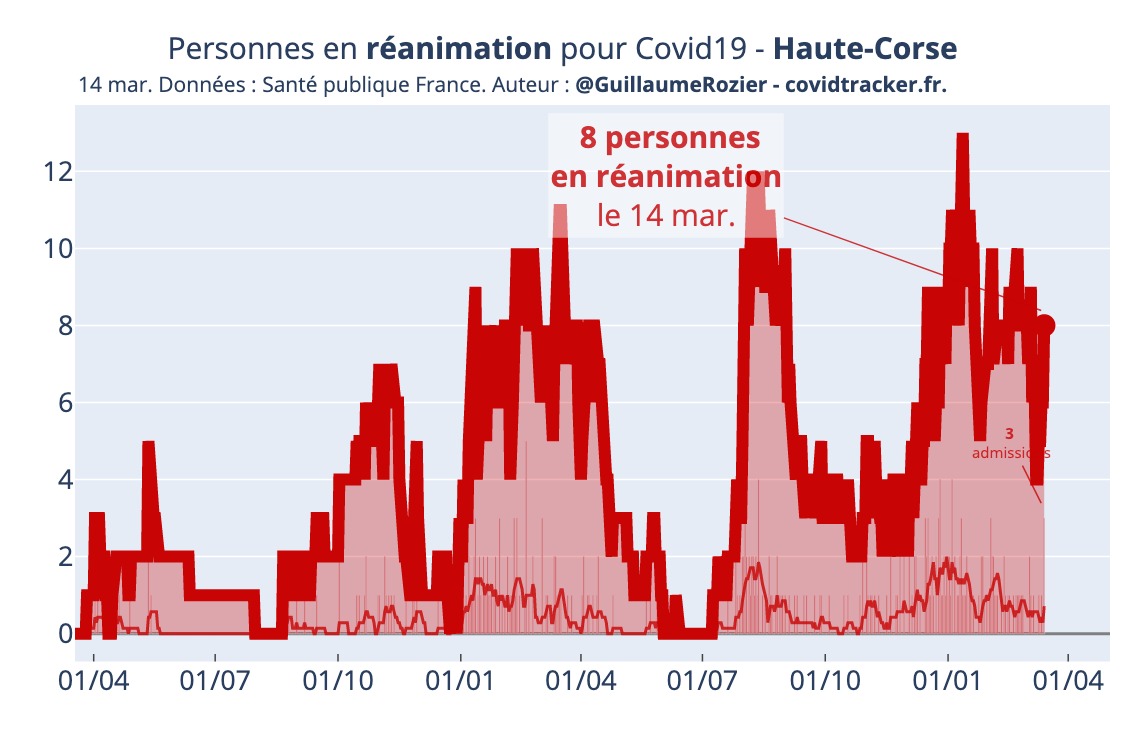 Personnes en réanimation pour Covid19 - Haute-Corse
14 mar. Données : Santé publique France. Auteur : @GuillaumeRozier - covidtracker.fr.
8 personnes
en réanimation
le 14 mar.
12
10
8
6
4
2
0
3
admissions
01/04
01/07
01/10
01/01
01/04
01/07
01/10
01/01
01/04